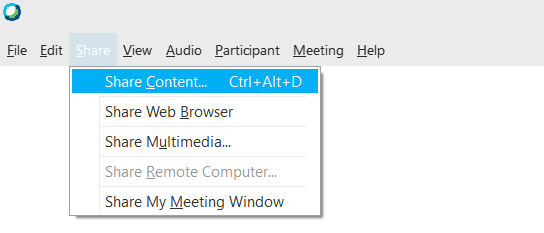 File Edit Share View Audio Participant Meeting Help
Share Content... Ctrl+Alt+D
Share Web Browser
Share Multimedia...
Share Remote Computer...
Share My Meeting Window